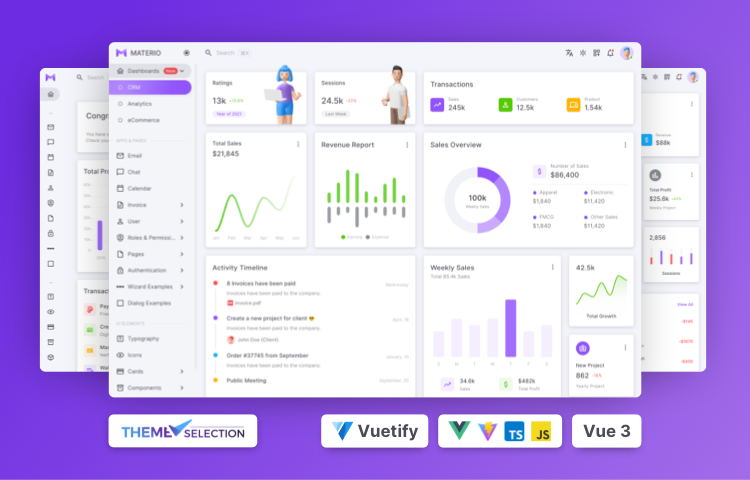 MATERIO
Search
⌘K
Dashboards
New
CRM
Analytics
eCommerce
APPS & PAGES
Email
Chat
Calendar
Invoice
User
Roles & Permissio...
Pages
Authentication
Wizard Examples
Dialog Examples
UI ELEMENTS
Typography
Icons
Cards
Components
Ratings
13k
Year of 2021
Sessions
24.5k
Last Week
Transactions
Sales
245k
Customers
12.5k
Product
1.54k
Total Sales
$21,845
Jan Feb Mar Apr May Jun
Revenue Report
Earning Expense
Sales Overview
100k
Weekly Sales
Number of Sales
$86,400
Apparel
$1,840
Electronic
$11,420
FMCG
$1,840
Other Sales
$11,420
Activity Timeline
8 Invoices have been paid
Wednesday
Invoices have been paid to the company.
invoice.pdf
Create a new project for client 😎
April, 18
Invoices have been paid to the company.
John Doe (Client)
Order #37745 from September
January, 10
Invoices have been paid to the company.
Public Meeting
September, 30
Weekly Sales
Total 85.4k Sales
S M T W T F S
34.6k
Sales
$482k
Total Profit
42.5k
Total Growth
New Project
862
Yearly Project
Search
Congra
Total Pro
Transact
Revenue
$88k
Total Profit
$25.6k
Weekly Project
2,856
Sessions
View All
THEME SELECTION
Vuetify
TS
JS
Vue 3